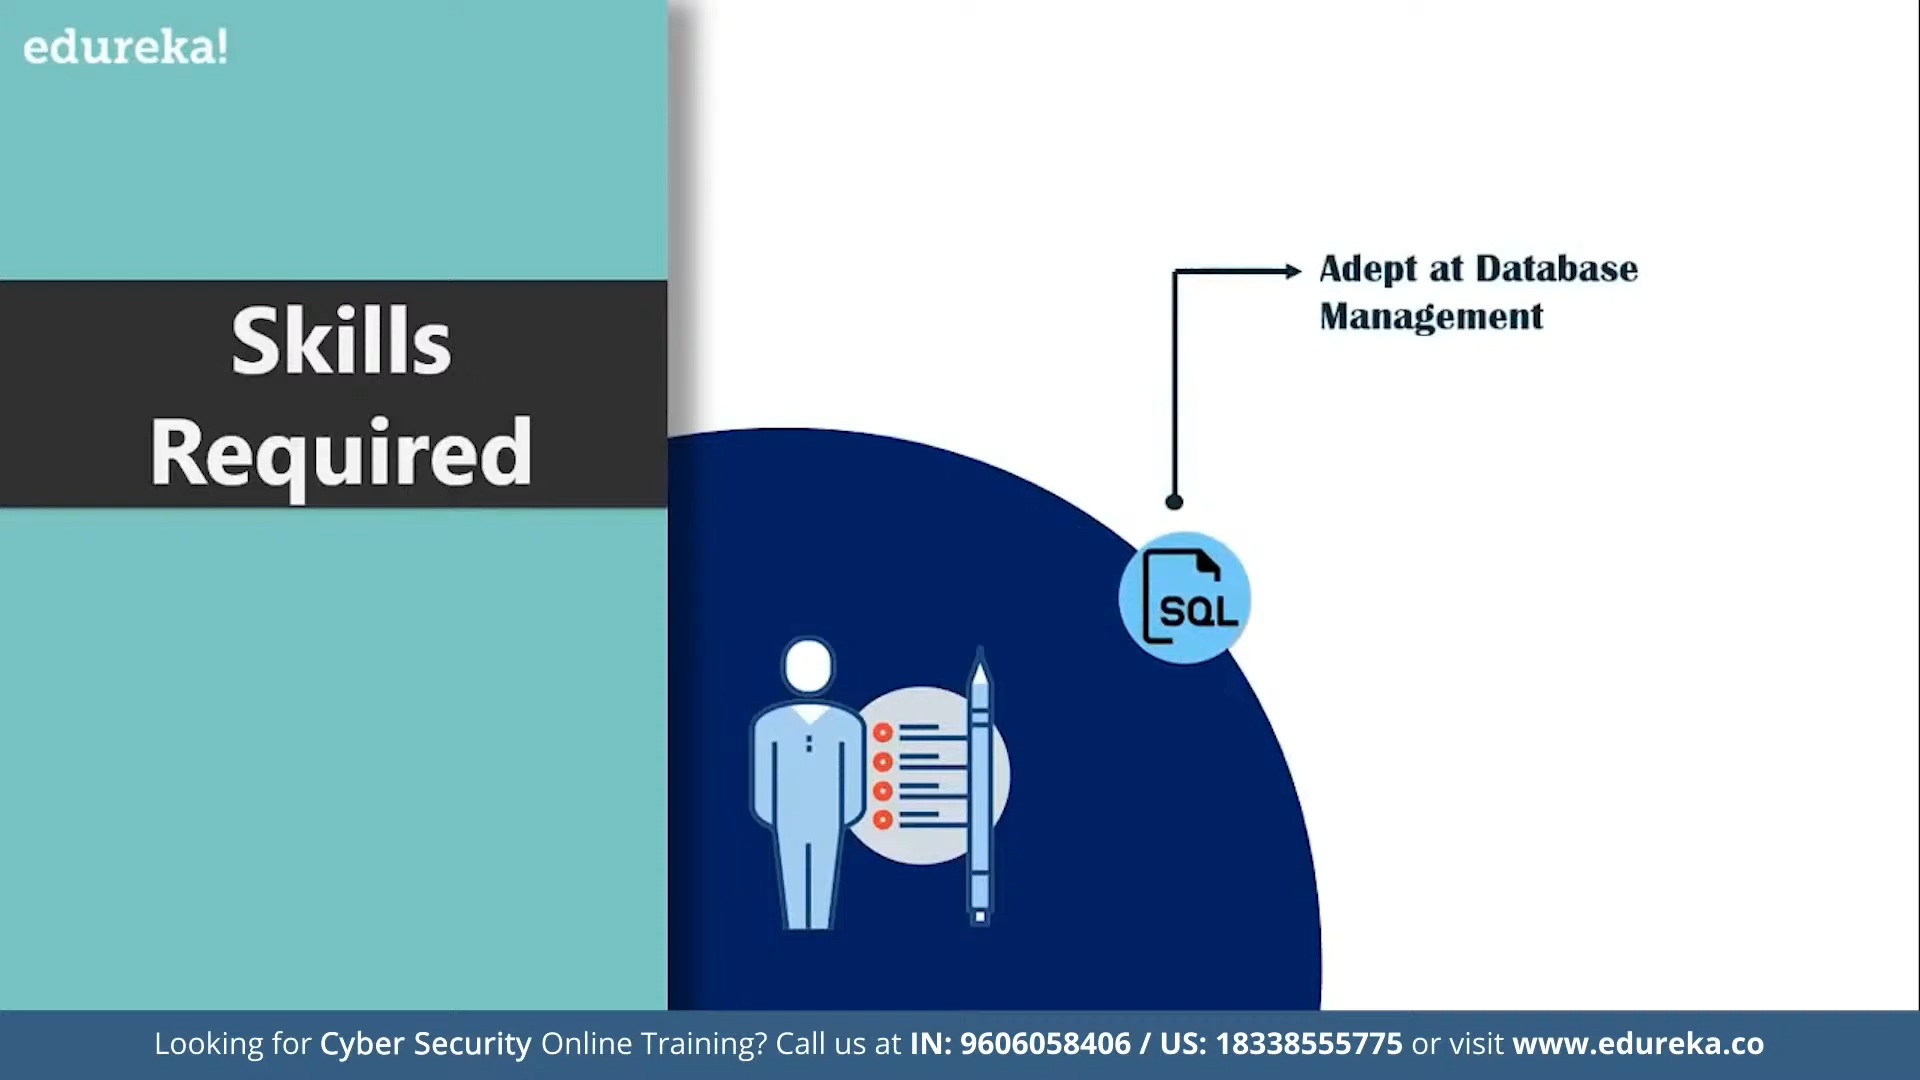 edureka!
Skills
Required
Adept at Database
Management
SQL
Looking for Cyber Security Online Training? Call us at IN: 9606058406 / US: 18338555775 or visit www.edureka.co